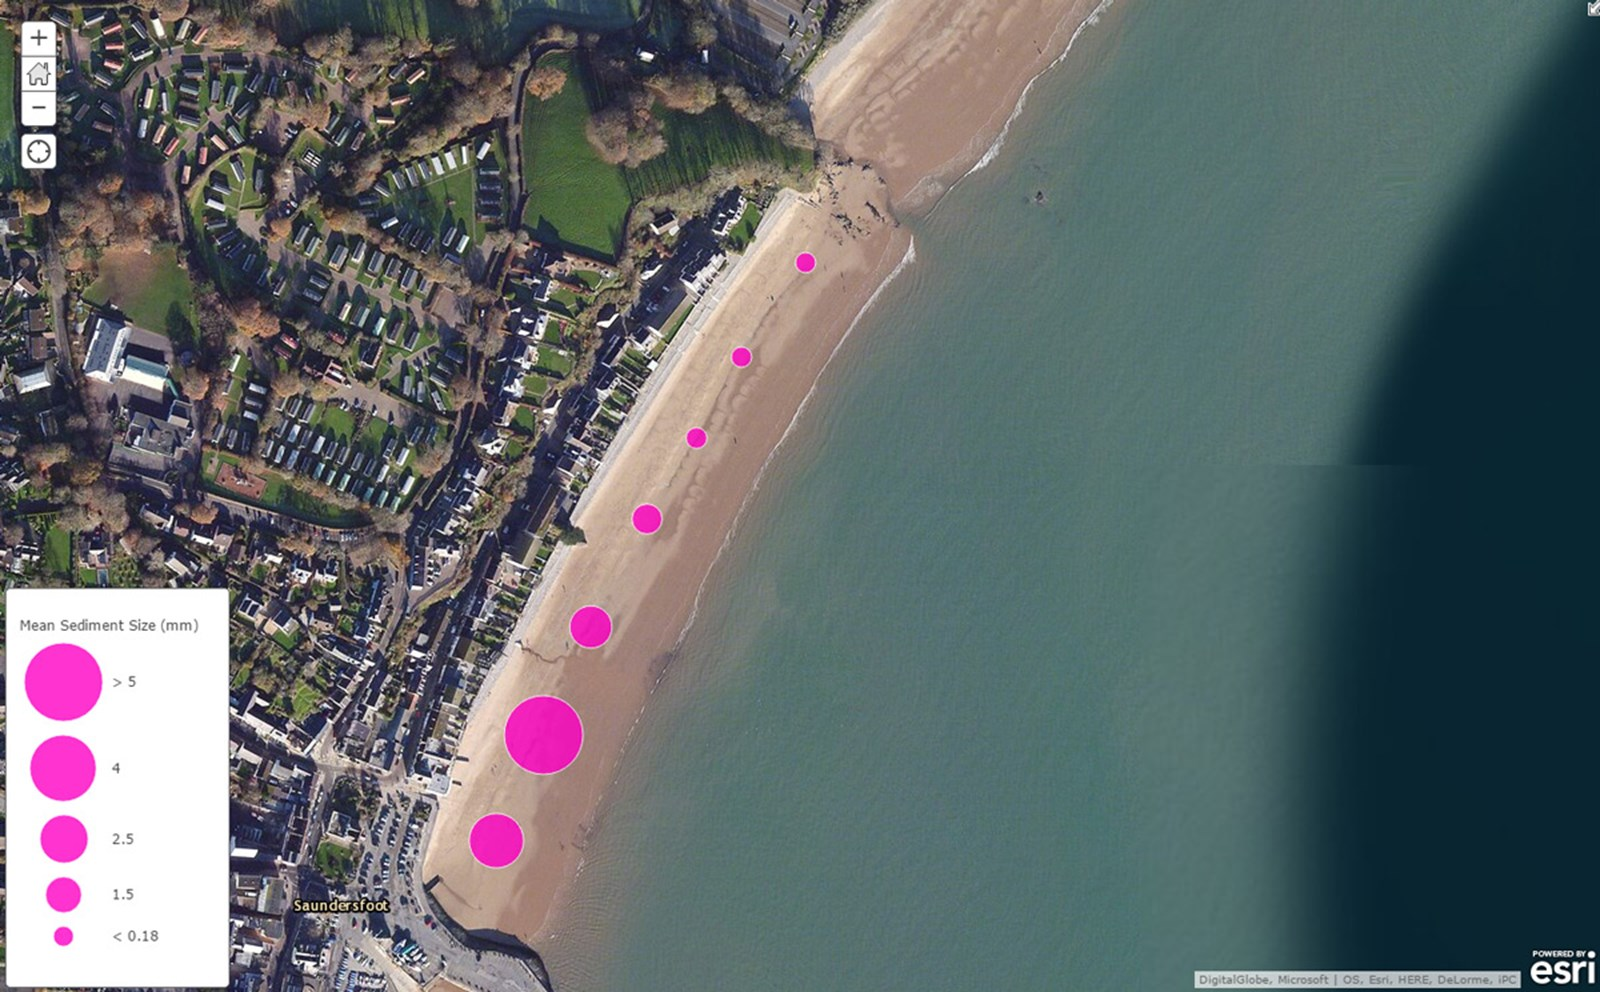 Mean Sediment Size (mm)
> 5
4
2.5
1.5
< 0.18
Saundersfoot
DigitalGlobe, Microsoft | OS, Esri, HERE, DeLorme, iPC
POWERED BY
esri